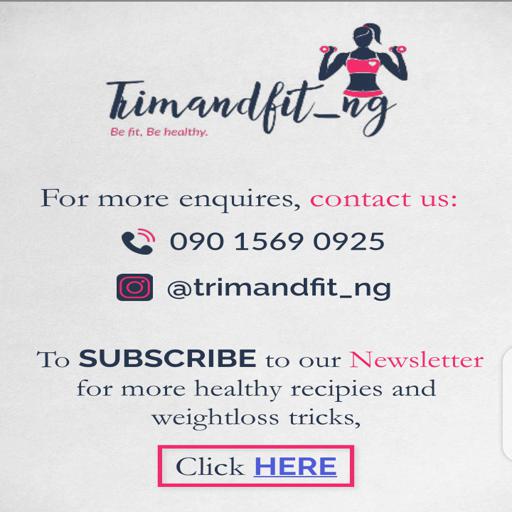 Trimandfit_ng
Be fit, Be healthy.
For more enquires, contact us:
090 1569 0925
@trimandfit_ng
To SUBSCRIBE to our Newsletter
for more healthy recipies and
weightloss tricks,
Click HERE